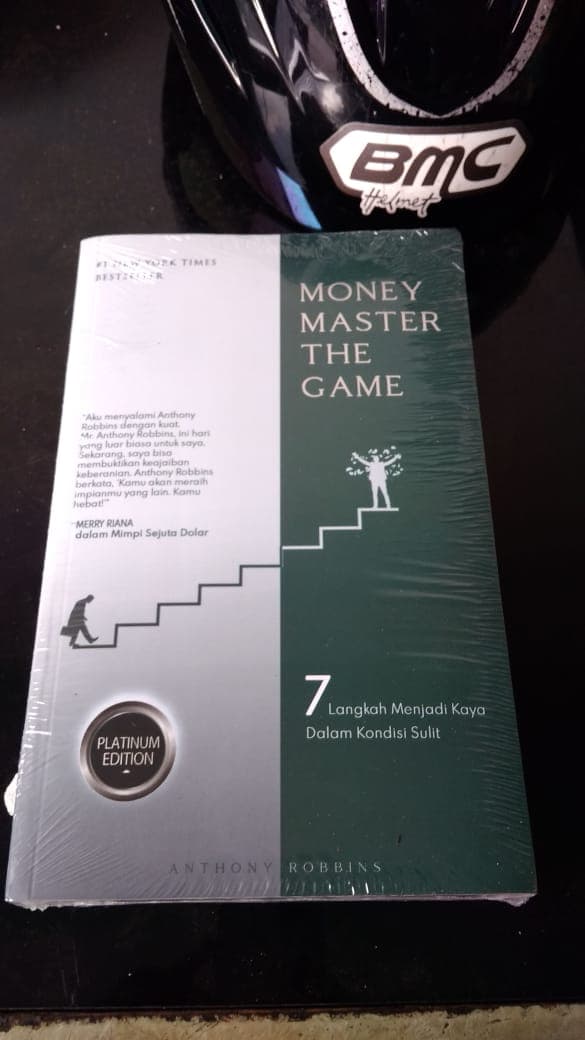 BMC
Helmet
#1 NEW YORK TIMES
BESTSELLER
MONEY
MASTER
THE
GAME
"Aku menyalami Anthony
Robbins dengan kuat.
"Mr. Anthony Robbins, ini hari
yang luar biasa untuk saya.
Sekarang, saya bisa
membuktikan keajaiban
keberanian. Anthony Robbins
berkata, 'Kamu akan meraih
impianmu yang lain. Kamu
hebat!'"
-MERRY RIANA
dalam Mimpi Sejuta Dolar
7 Langkah Menjadi Kaya
Dalam Kondisi Sulit
PLATINUM
EDITION
ANTHONY ROBBINS